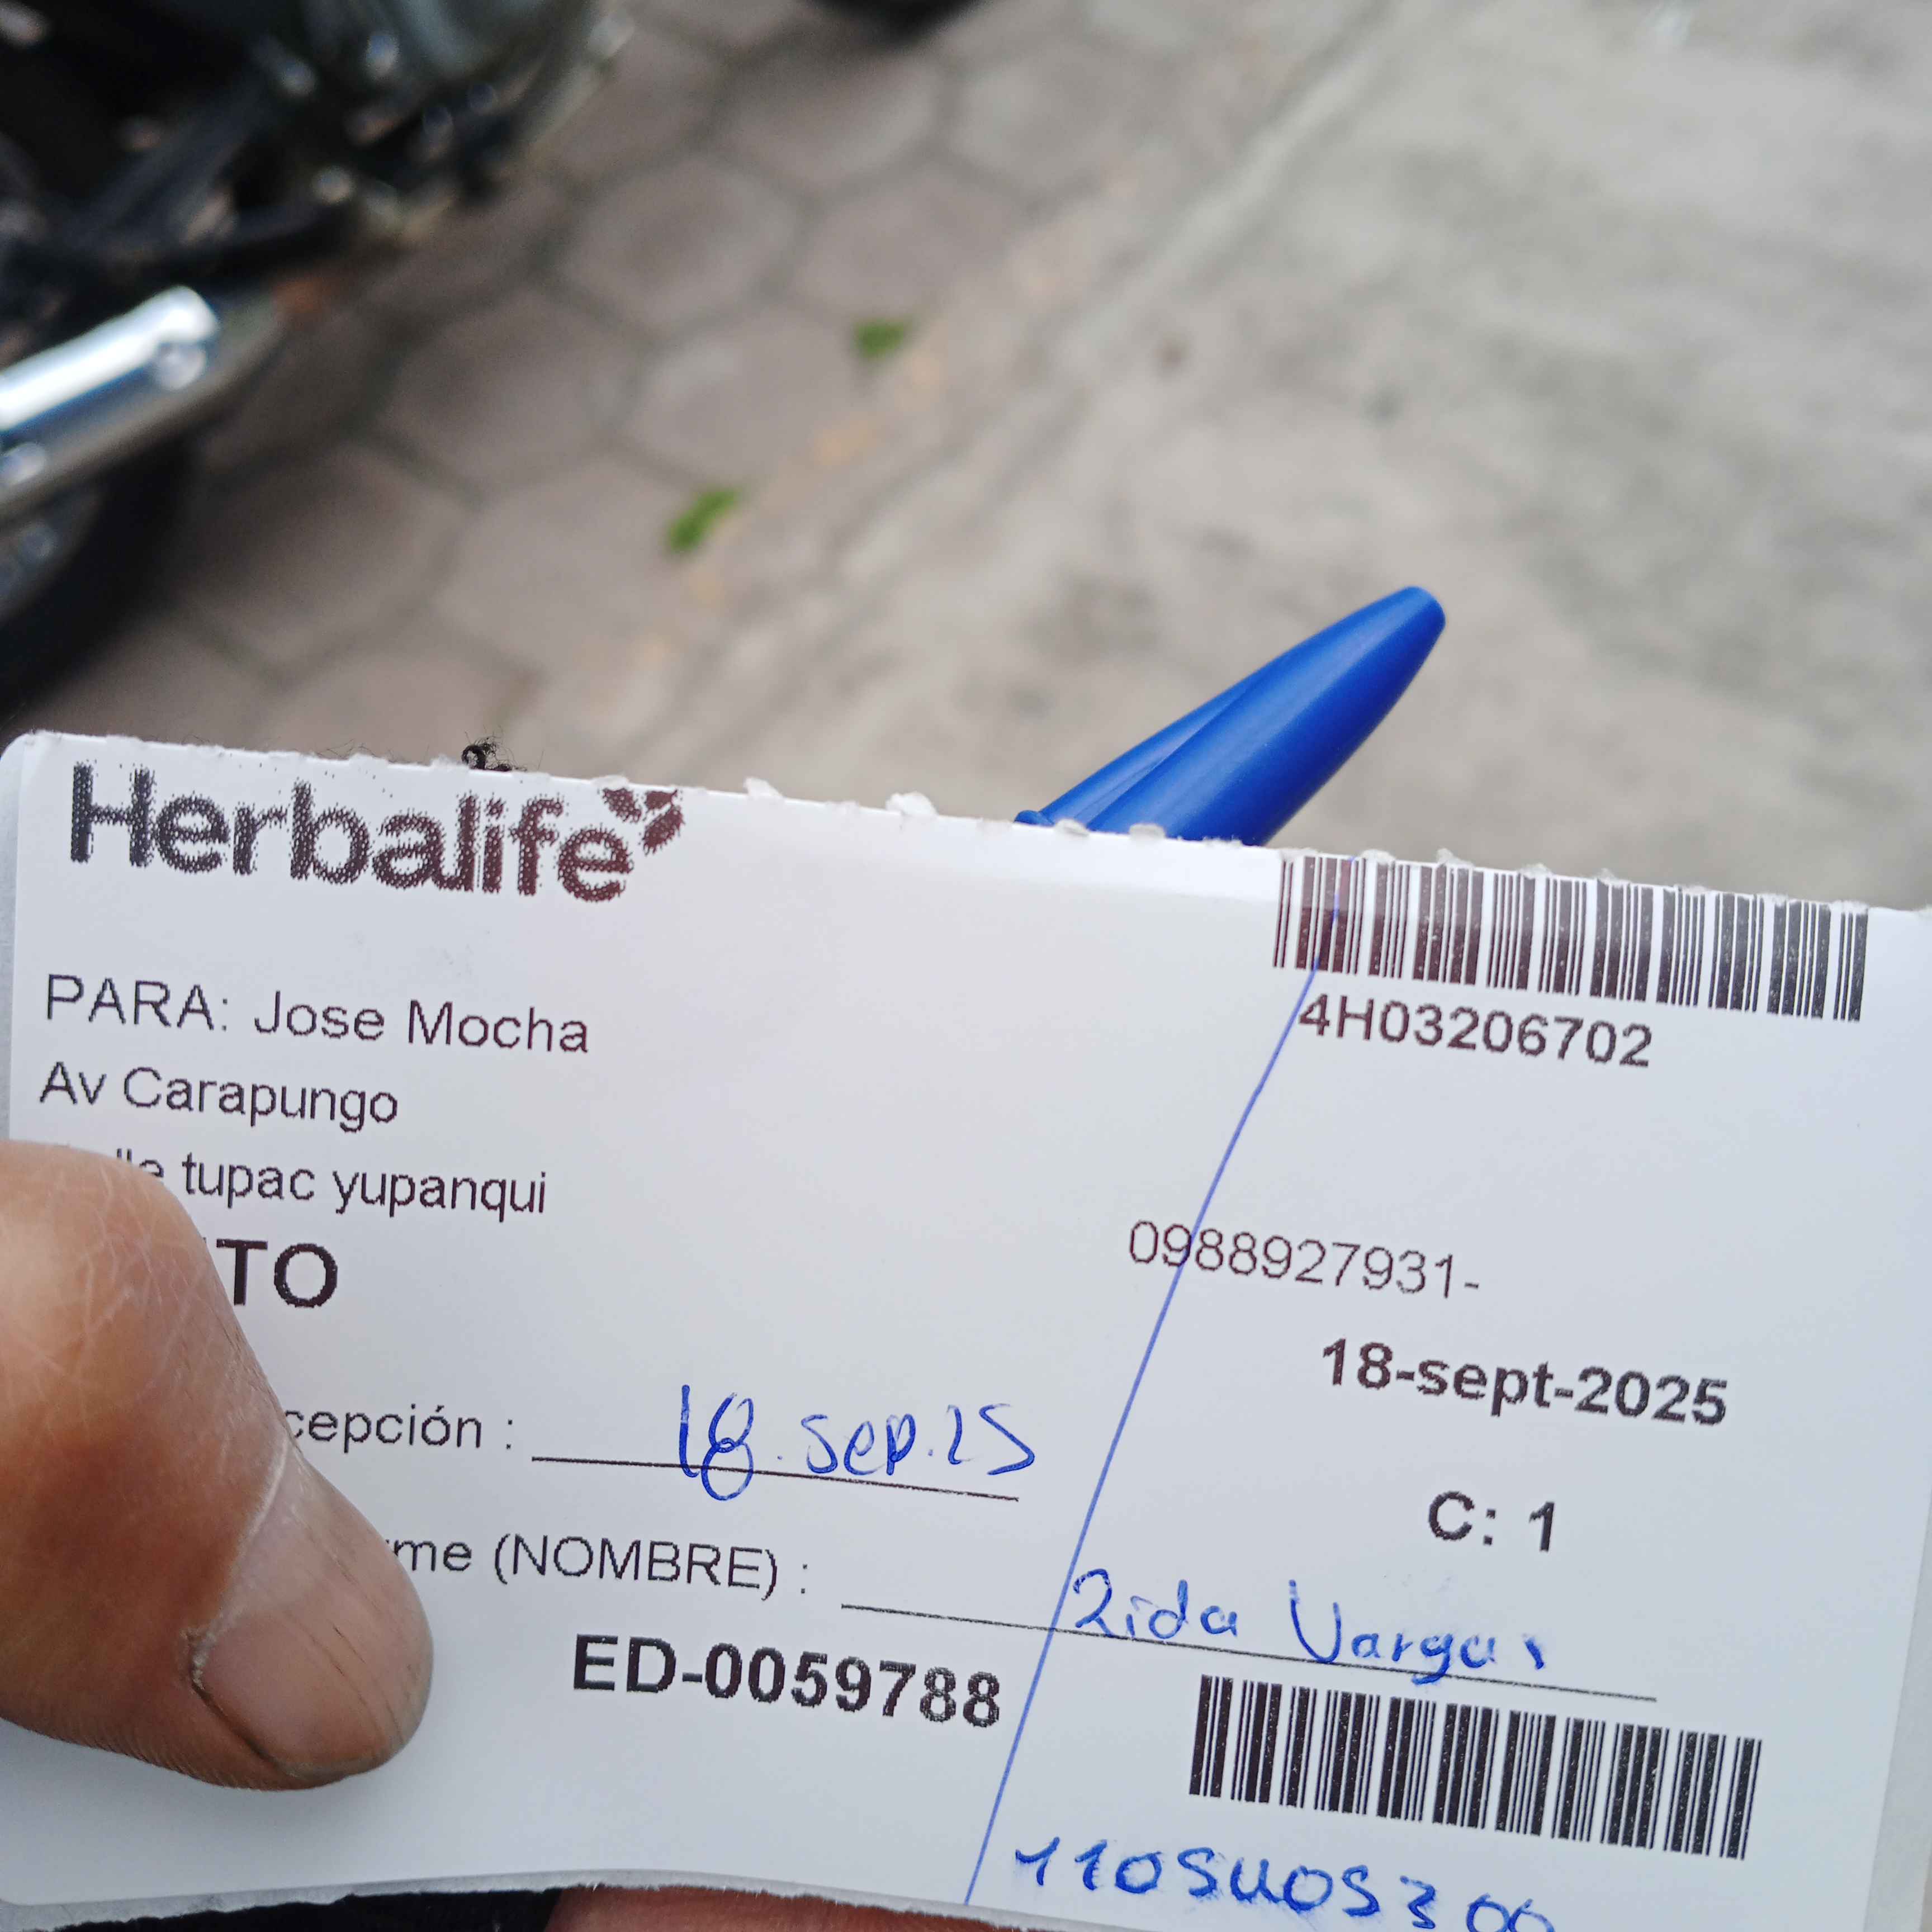 Herbalife
4H03206702
PARA: Jose Mocha
Av Carapungo
tupac yupanqui
0988927931-
18-sept-2025
cepción : 18.sep.25
C: 1
me (NOMBRE) : Vargas
ED-0059788